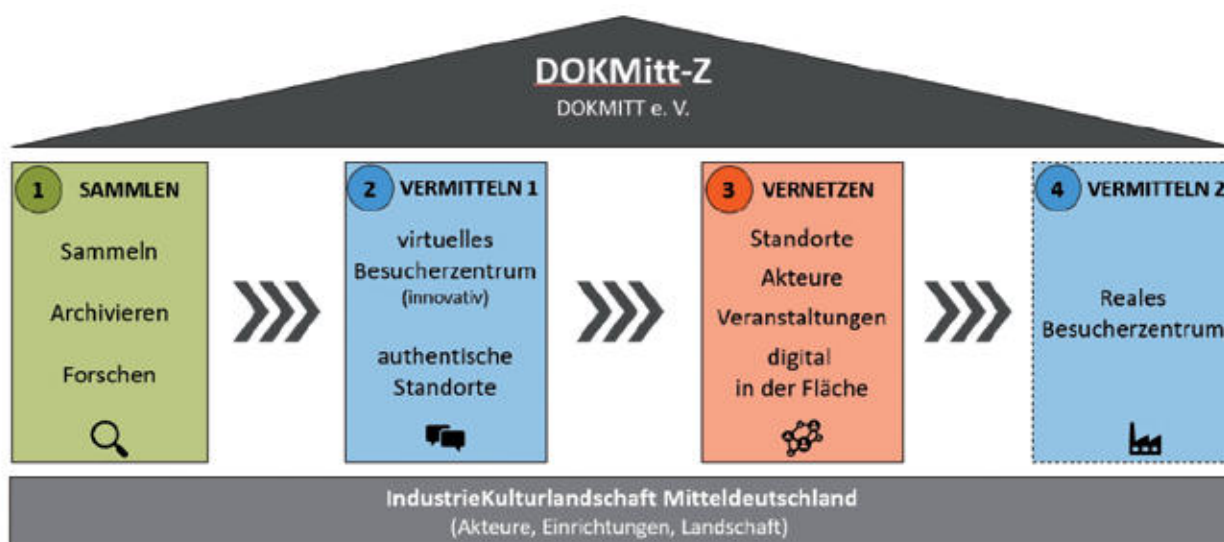 DOKMitt-Z
DOKMITT e. V.
1 SAMMLEN
Sammeln
Archivieren
Forschen
2 VERMITTELN 1
virtuelles
Besucherzentrum
(innovativ)
authentische
Standorte
3 VERNETZEN
Standorte
Akteure
Veranstaltungen
digital
in der Fläche
4 VERMITTELN 2
Reales
Besucherzentrum
IndustrieKulturlandschaft Mitteldeutschland
(Akteure, Einrichtungen, Landschaft)